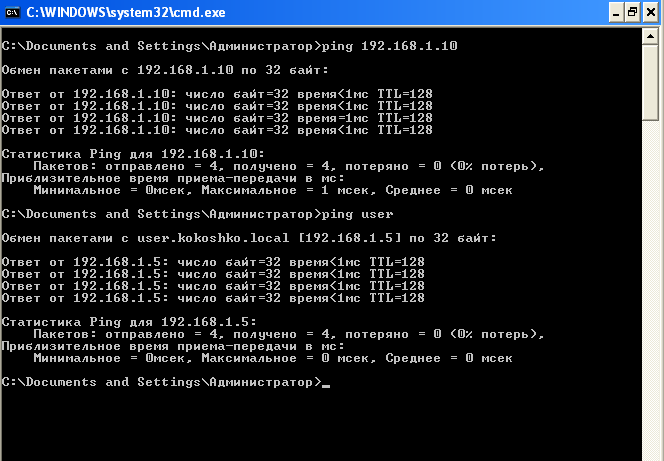 C:\WINDOWS\system32\cmd.exe
C:\Documents and Settings\Администратор>ping 192.168.1.10
Обмен пакетами с 192.168.1.10 по 32 байт:
Ответ от 192.168.1.10: число байт=32 время<1мс TTL=128
Ответ от 192.168.1.10: число байт=32 время<1мс TTL=128
Ответ от 192.168.1.10: число байт=32 время=1мс TTL=128
Ответ от 192.168.1.10: число байт=32 время<1мс TTL=128
Статистика Ping для 192.168.1.10:
Пакетов: отправлено = 4, получено = 4, потеряно = 0 (0% потерь),
Приблизительное время приема-передачи в мс:
Минимальное = 0мсек, Максимальное = 1 мсек, Среднее = 0 мсек
C:\Documents and Settings\Администратор>ping user
Обмен пакетами с user.kokoshko.local [192.168.1.5] по 32 байт:
Ответ от 192.168.1.5: число байт=32 время<1мс TTL=128
Ответ от 192.168.1.5: число байт=32 время<1мс TTL=128
Ответ от 192.168.1.5: число байт=32 время<1мс TTL=128
Ответ от 192.168.1.5: число байт=32 время<1мс TTL=128
Статистика Ping для 192.168.1.5:
Пакетов: отправлено = 4, получено = 4, потеряно = 0 (0% потерь),
Приблизительное время приема-передачи в мс:
Минимальное = 0мсек, Максимальное = 0 мсек, Среднее = 0 мсек
C:\Documents and Settings\Администратор>_